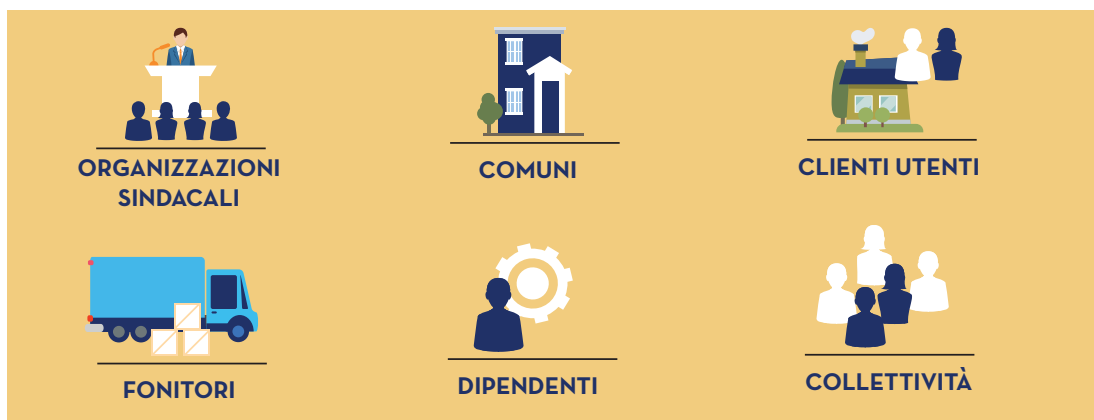 ORGANIZZAZIONI
SINDACALI
COMUNI
CLIENTI UTENTI
FONITORI
DIPENDENTI
COLLETTIVITÀ